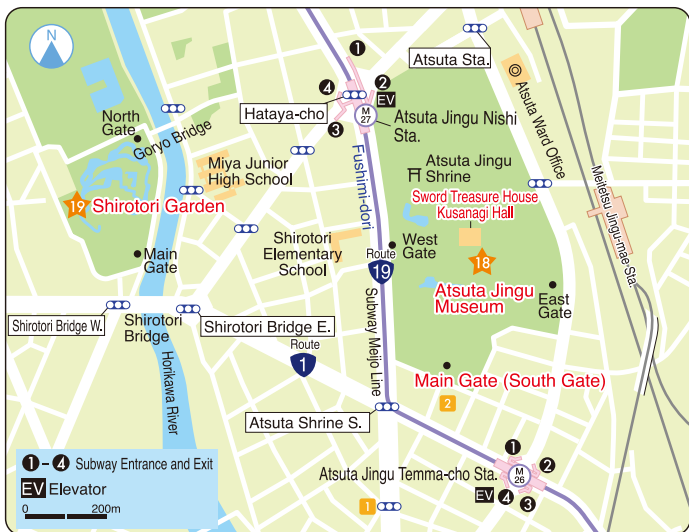 N
1
Atsuta Sta.
4
2
EV
Hataya-cho
M
27
3
Atsuta Jingu Nishi
Sta.
Atsuta Ward Office
North
Gate
Goryo Bridge
Miya Junior
High School
Fushimi-dori
Atsuta Jingu
Shrine
Meitetsu Jingu-mae-Sta.
Sword Treasure House
Kusanagi Hall
19
Shirotori Garden
Shirotori
Elementary
School
West
Gate
Main
Gate
Route
19
18
Atsuta Jingu
Museum
East
Gate
Subway Meijo Line
Shirotori Bridge W.
Shirotori
Bridge
Shirotori Bridge E.
Route
1
Horikawa River
Main Gate (South Gate)
2
Atsuta Shrine S.
1
2
M
26
Atsuta Jingu Temma-cho Sta.
EV
4
3
1
1 - 4 Subway Entrance and Exit
EV Elevator
0 200m